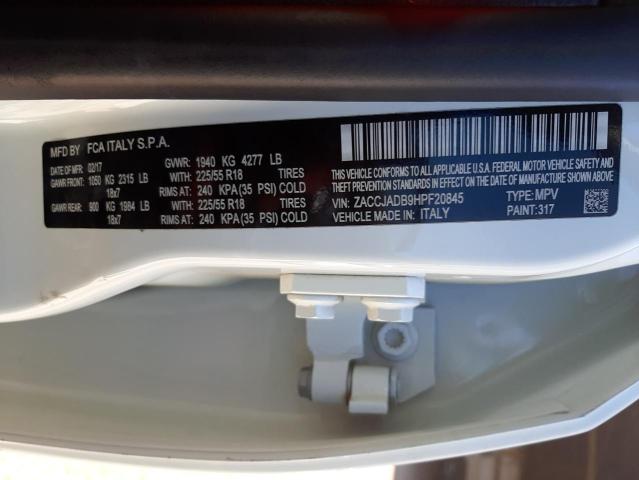 MFD BY FCA ITALY S.P.A.
DATE OF MFR: 02/17 GVWR: 1940 KG 4277 LB
GAWR FRONT: 1050 KG 2315 LB WITH: 225/55 R18 TIRES
18x7 RIMS AT: 240 KPA(35 PSI) COLD
GAWR REAR: 900 KG 1984 LB WITH: 225/55 R18 TIRES
18x7 RIMS AT: 240 KPA(35 PSI) COLD
THIS VEHICLE CONFORMS TO ALL APPLICABLE U.S.A. FEDERAL MOTOR VEHICLE SAFETY,
BUMPER, AND THEFT PREVENTION STANDARDS IN EFFECT ON THE DATE OF MANUFACTURE SHOWN ABOVE.
VIN: ZACCJADB9HPF20845 TYPE: MPV
VEHICLE MADE IN: ITALY PAINT: 317